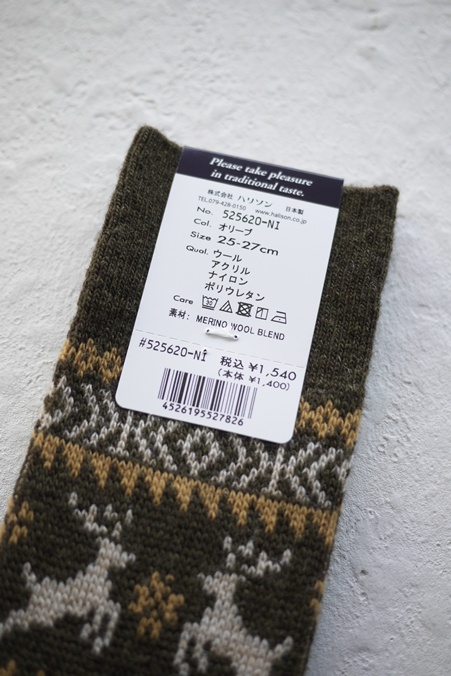 Please take pleasure
in traditional taste.
株式会社 ハリソン 日本製
TEL.079-428-0150 www.halison.co.jp
No. 525620-NI
Col. オリーブ
Size 25-27cm
Qual. ウール
アクリル
ナイロン
ポリウレタン
Care
素材: MERINO WOOL BLEND
#525620-NI 税込 ¥1,540
(本体 ¥1,400)
4526195527826